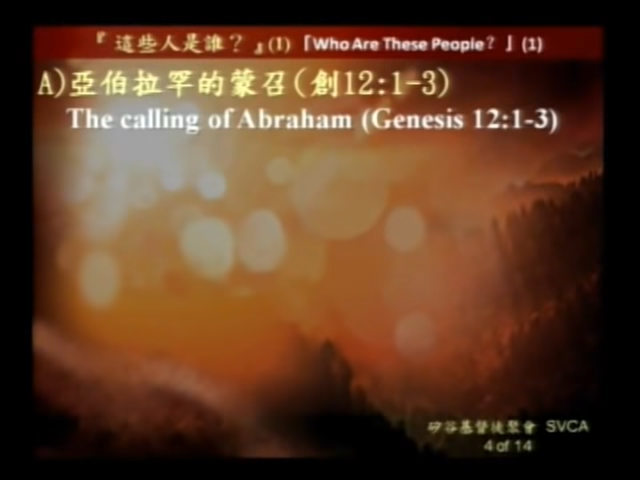 『 這些人是誰？ 』(1) 「Who Are These People？」(1)
A)亞伯拉罕的蒙召(創12:1-3)
The calling of Abraham (Genesis 12:1-3)
矽谷基督徒聚會 SVCA
4 of 14